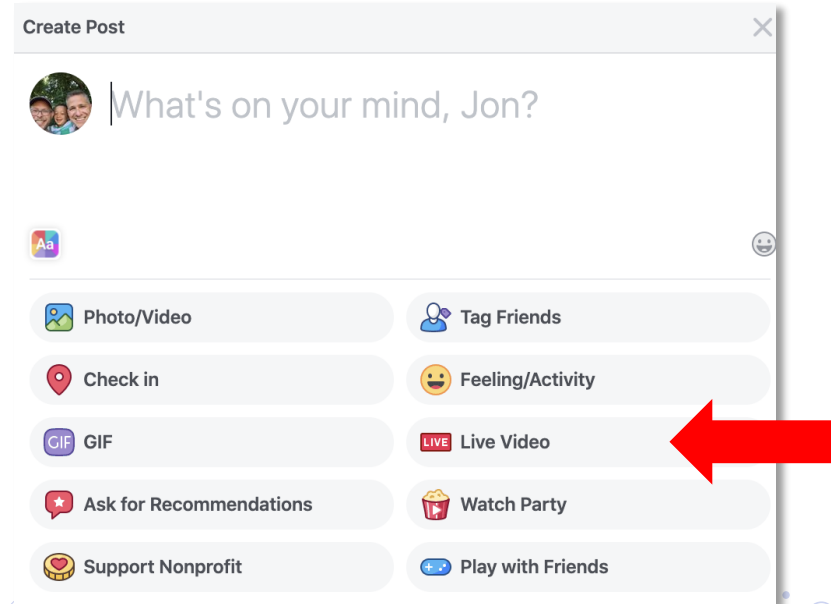 Create Post
What's on your mind, Jon?
Aa
Photo/Video
Tag Friends
Check in
Feeling/Activity
GIF GIF
LIVE Live Video
Ask for Recommendations
Watch Party
Support Nonprofit
Play with Friends